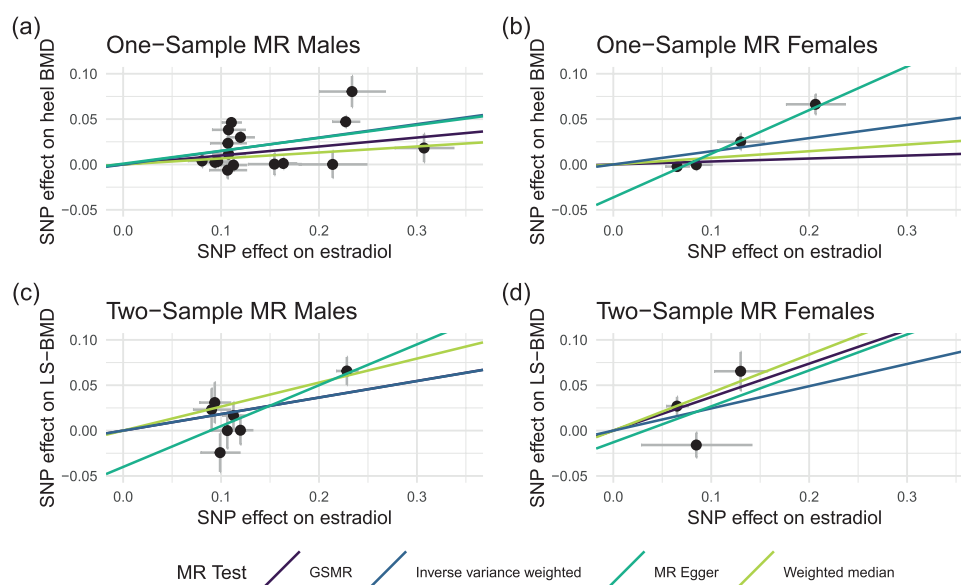 (a)
One−Sample MR Males
SNP effect on heel BMD
0.10
0.05
0.00
−0.05
0.0 0.1 0.2 0.3
SNP effect on estradiol
(b)
One−Sample MR Females
SNP effect on heel BMD
0.10
0.05
0.00
−0.05
0.0 0.1 0.2 0.3
SNP effect on estradiol
(c)
Two−Sample MR Males
SNP effect on LS−BMD
0.10
0.05
0.00
−0.05
0.0 0.1 0.2 0.3
SNP effect on estradiol
(d)
Two−Sample MR Females
SNP effect on LS−BMD
0.10
0.05
0.00
−0.05
0.0 0.1 0.2 0.3
SNP effect on estradiol
MR Test GSMR Inverse variance weighted MR Egger Weighted median